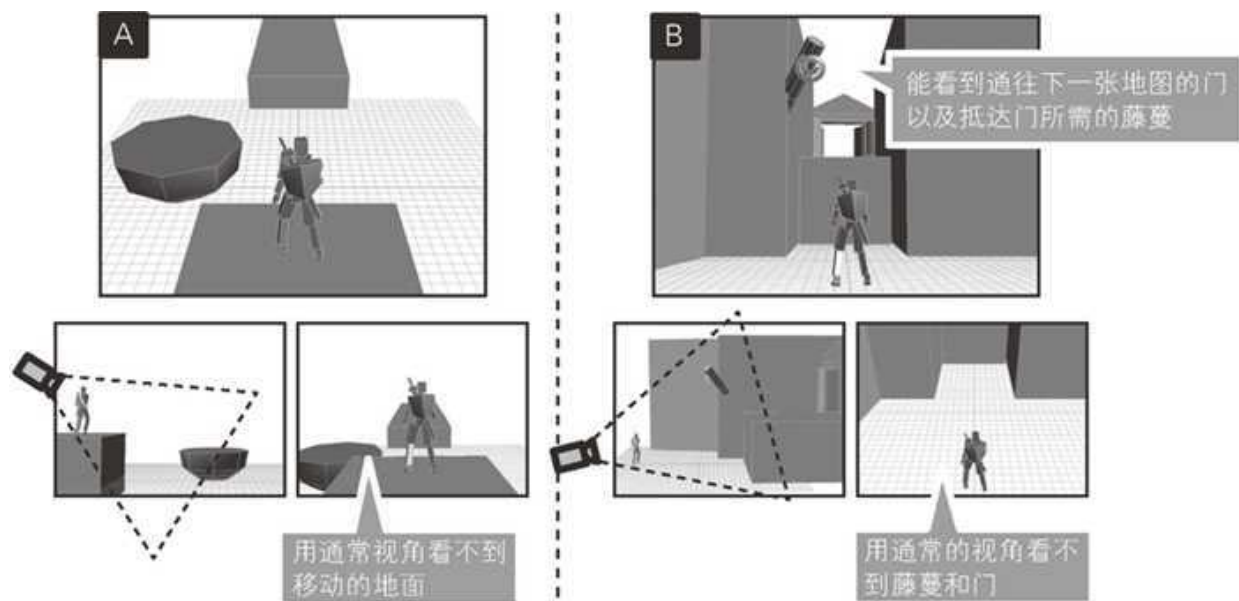 A
B
能看到通往下一张地图的门
以及抵达门所需的藤蔓
用通常视角看不到
移动的地面
用通常的视角看不
到藤蔓和门